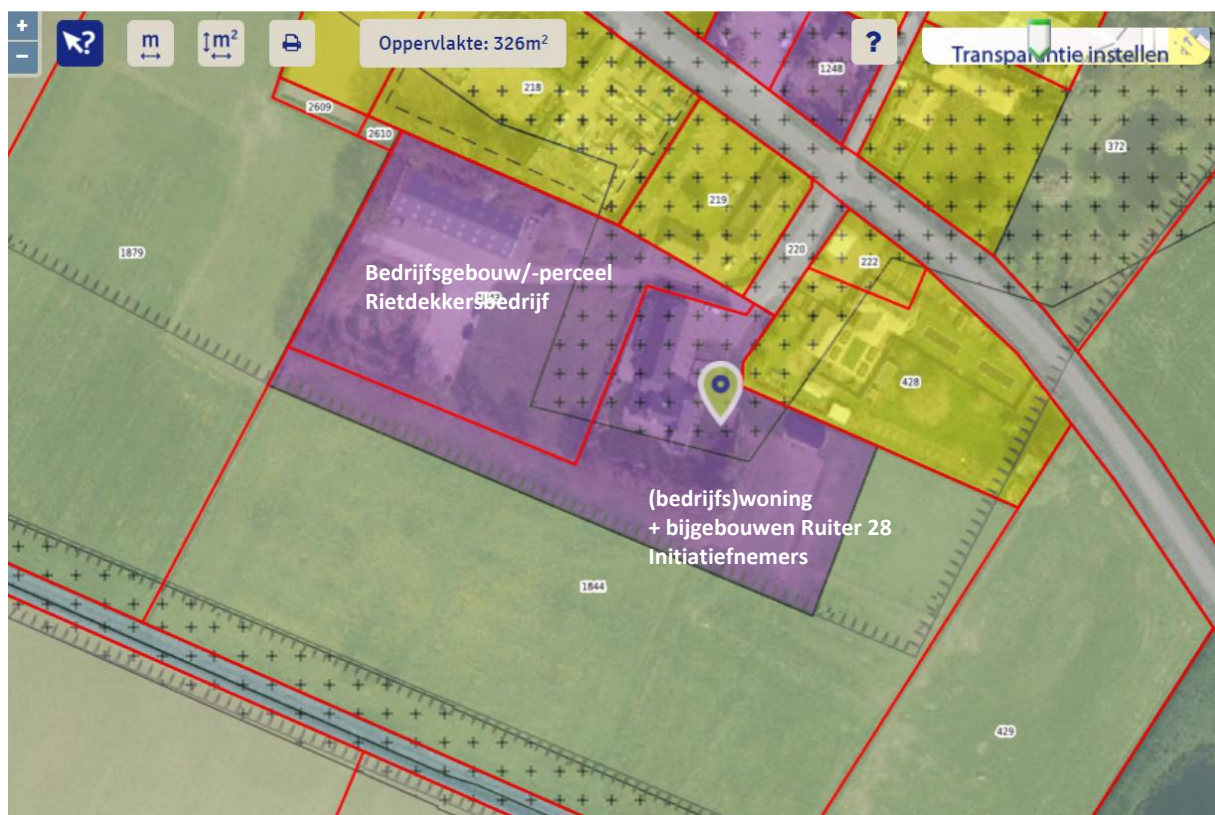 +
−
?
m
m²
Oppervlakte: 326m²
?
Transparantie instellen
218
1248
2609
2610
372
219
1879
220
222
Bedrijfsgebouw/-perceel
Rietdekkersbedrijf
428
(bedrijfs)woning
+ bijgebouwen Ruiter 28
Initiatiefnemers
1844
429